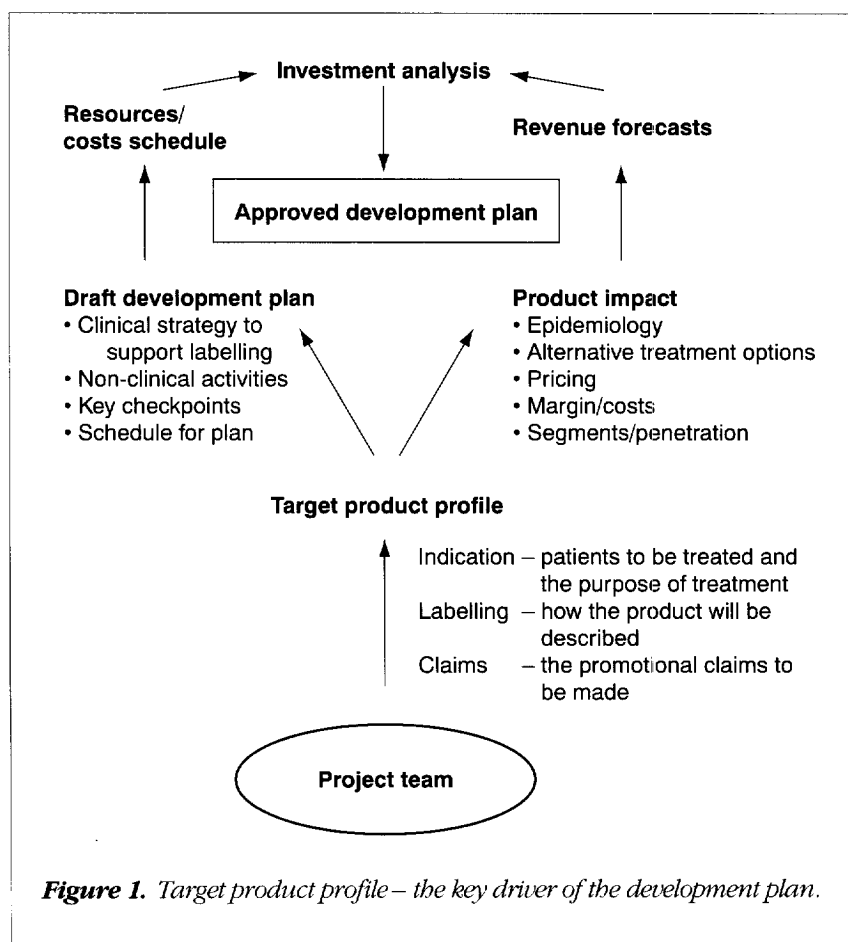 Investment analysis
Resources/
costs schedule
Revenue forecasts
Approved development plan
Draft development plan
• Clinical strategy to
support labelling
• Non-clinical activities
• Key checkpoints
• Schedule for plan
Product impact
• Epidemiology
• Alternative treatment options
• Pricing
• Margin/costs
• Segments/penetration
Target product profile
Indication – patients to be treated and
the purpose of treatment
Labelling – how the product will be
described
Claims – the promotional claims to
be made
Project team
Figure 1. Target product profile – the key driver of the development plan.